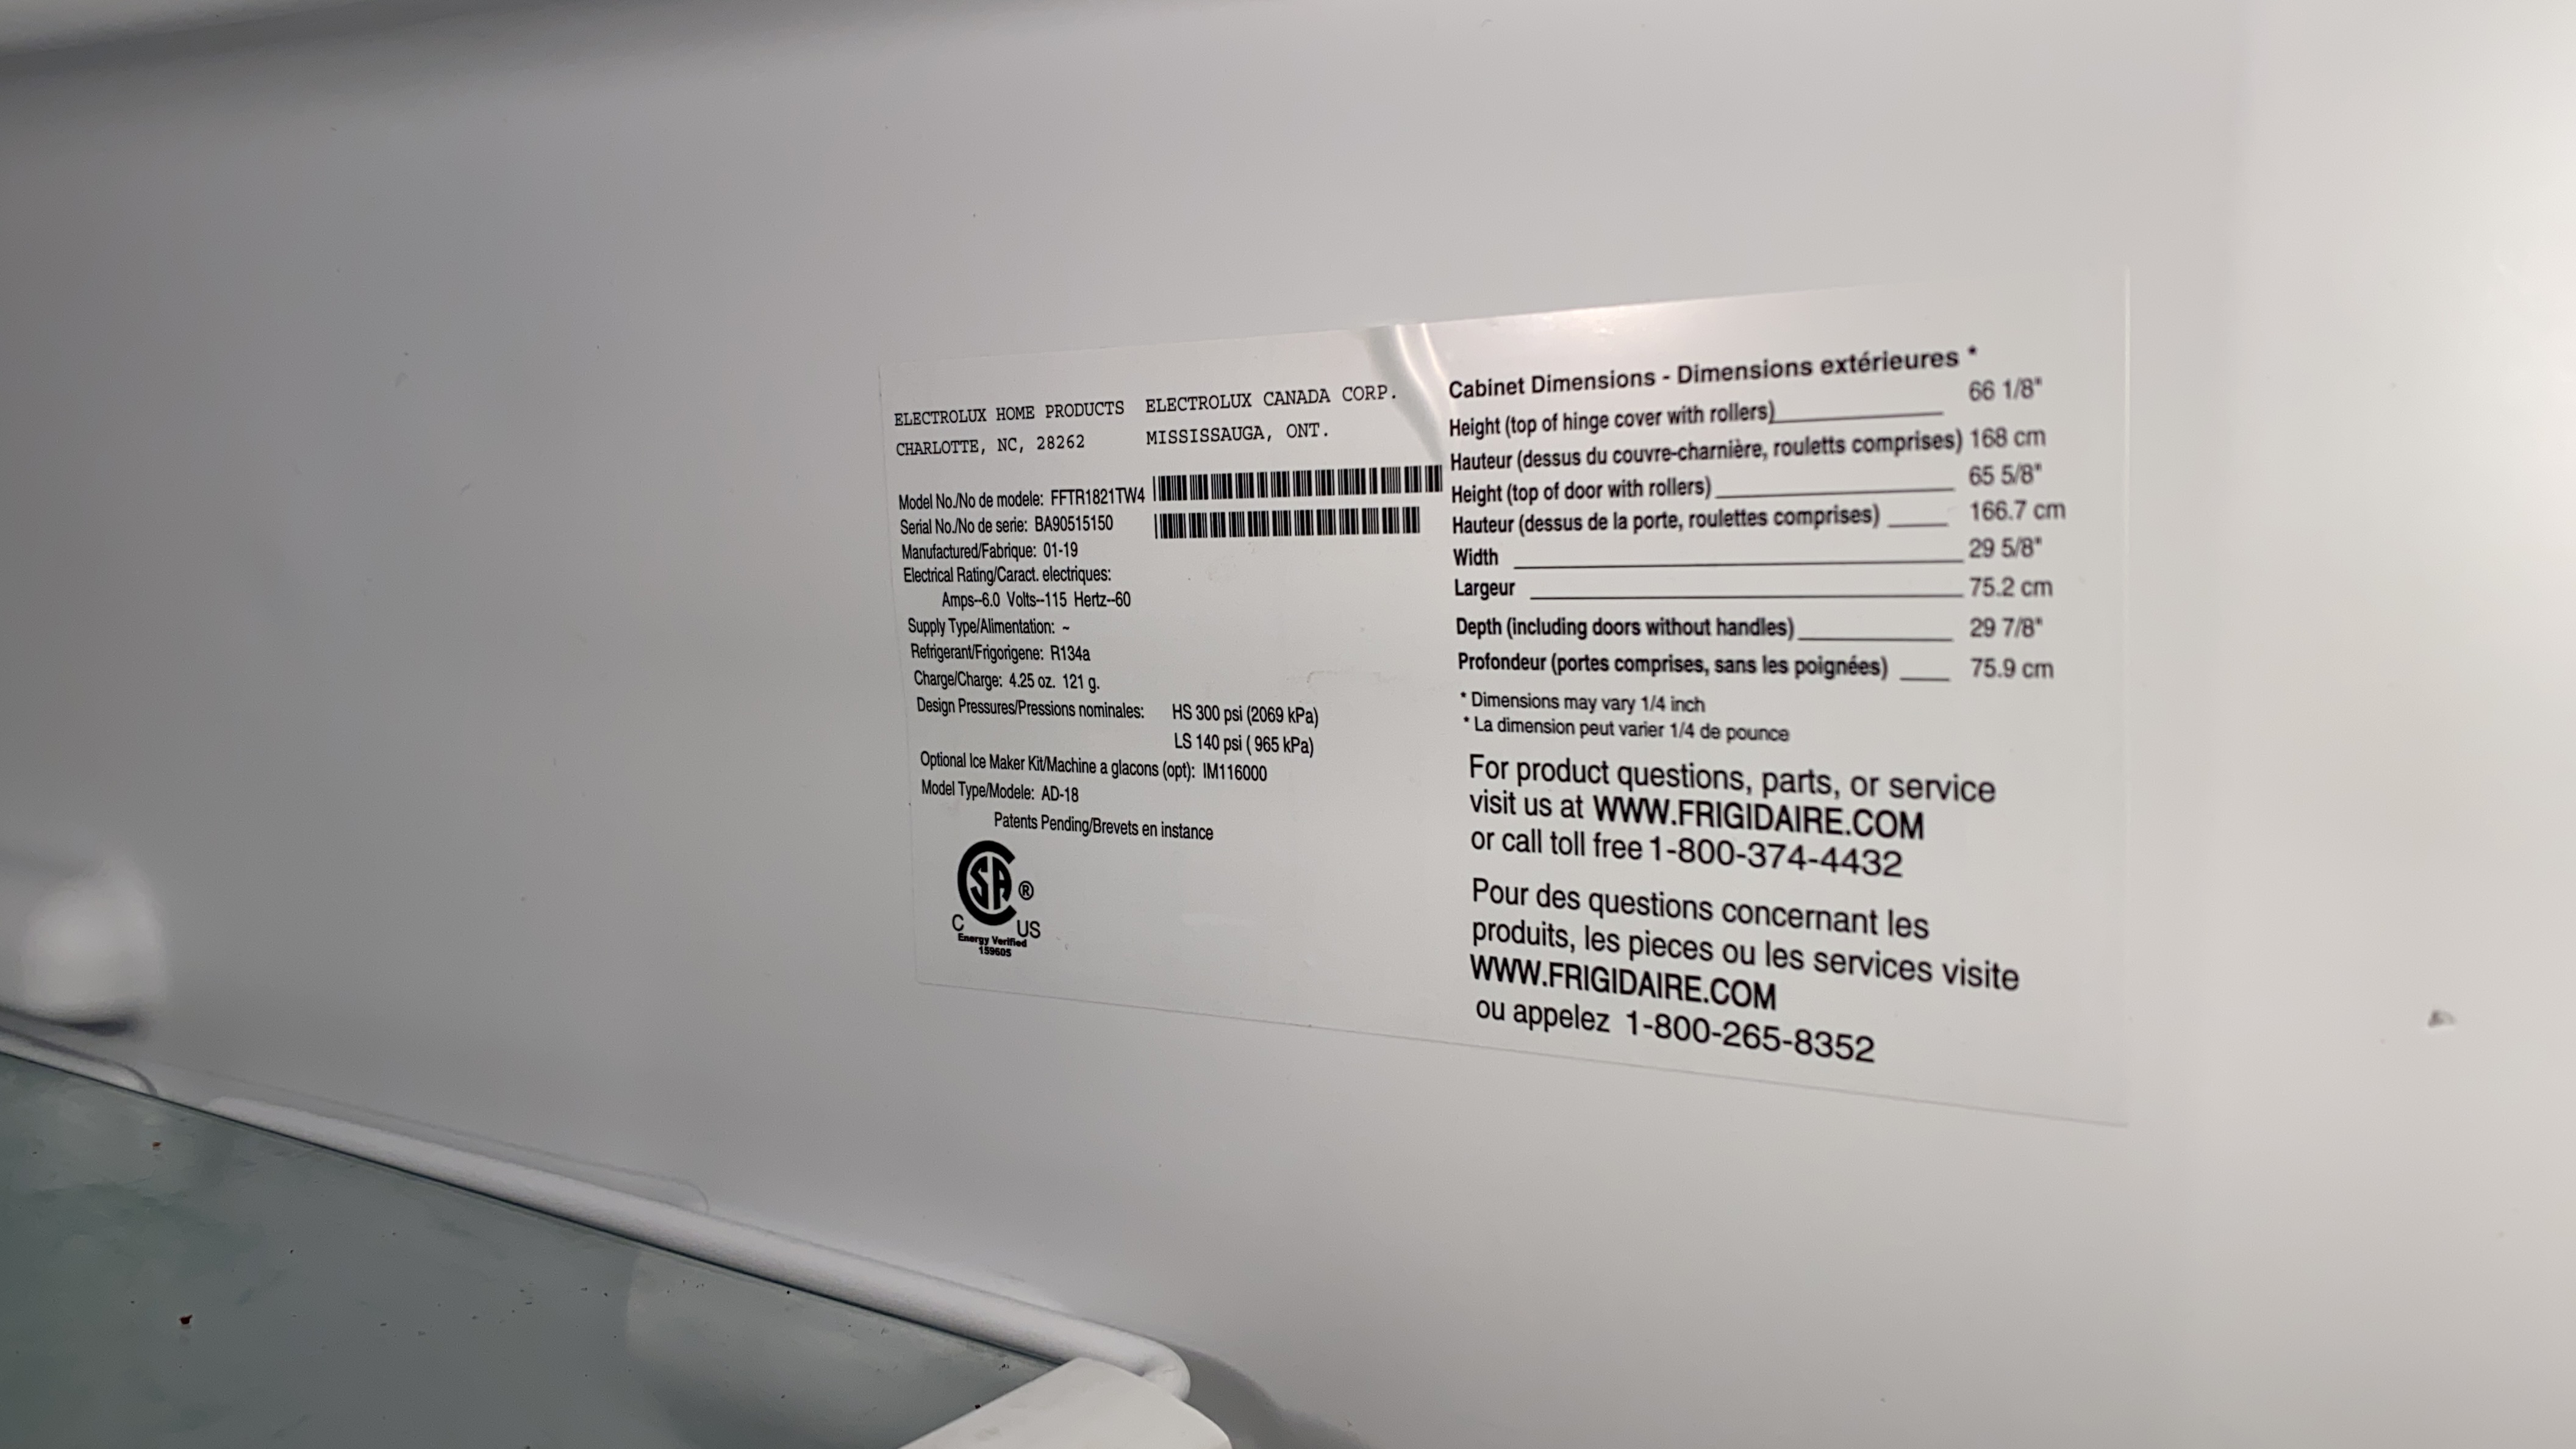 ELECTROLUX HOME PRODUCTS ELECTROLUX CANADA CORP.
CHARLOTTE, NC, 28262 MISSISSAUGA, ONT.
Model No./No de modele: FFTR1821TW4
Serial No./No de serie: BA90515150
Manufactured/Fabrique: 01-19
Electrical Rating/Caract. electriques:
Amps--6.0 Volts--115 Hertz--60
Supply Type/Alimentation: ~
Refrigerant/Frigorigene: R134a
Charge/Charge: 4.25 oz. 121 g.
Design Pressures/Pressions nominales: HS 300 psi (2069 kPa)
LS 140 psi ( 965 kPa)
Optional Ice Maker Kit/Machine a glacons (opt): IM116000
Model Type/Modele: AD-18
Patents Pending/Brevets en instance
CSA ®
C US
Energy Verified
159605
Cabinet Dimensions - Dimensions extérieures *
Height (top of hinge cover with rollers) 66 1/8"
Hauteur (dessus du couvre-charnière, rouletts comprises) 168 cm
Height (top of door with rollers) 65 5/8"
Hauteur (dessus de la porte, roulettes comprises) 166.7 cm
Width 29 5/8"
Largeur 75.2 cm
Depth (including doors without handles) 29 7/8"
Profondeur (portes comprises, sans les poignées) 75.9 cm
* Dimensions may vary 1/4 inch
* La dimension peut varier 1/4 de pounce
For product questions, parts, or service
visit us at WWW.FRIGIDAIRE.COM
or call toll free 1-800-374-4432
Pour des questions concernant les
produits, les pieces ou les services visite
WWW.FRIGIDAIRE.COM
ou appelez 1-800-265-8352